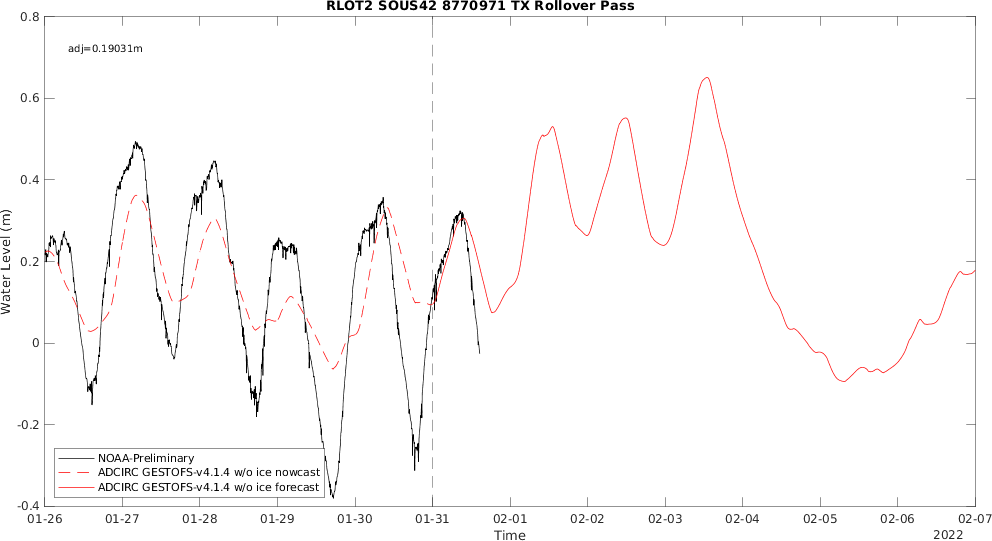 RLOT2 SOUS42 8770971 TX Rollover Pass
adj=0.19031m
0.8
0.6
0.4
0.2
0
-0.2
-0.4
Water Level (m)
NOAA-Preliminary
ADCIRC GESTOFS-v4.1.4 w/o ice nowcast
ADCIRC GESTOFS-v4.1.4 w/o ice forecast
01-26 01-27 01-28 01-29 01-30 01-31 02-01 02-02 02-03 02-04 02-05 02-06 02-07
Time
2022